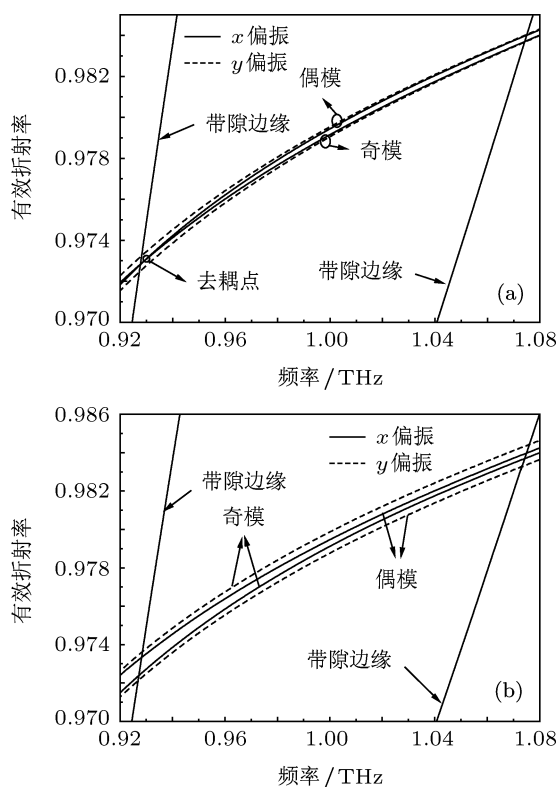 0.982
0.978
0.974
0.970
0.92
0.96
1.00
1.04
1.08
有效折射率
频率/THz
x偏振
y偏振
偶模
奇模
带隙边缘
带隙边缘
去耦点
(a)
0.986
0.982
0.978
0.974
0.970
0.92
0.96
1.00
1.04
1.08
有效折射率
频率/THz
x偏振
y偏振
带隙边缘
奇模
偶模
带隙边缘
(b)